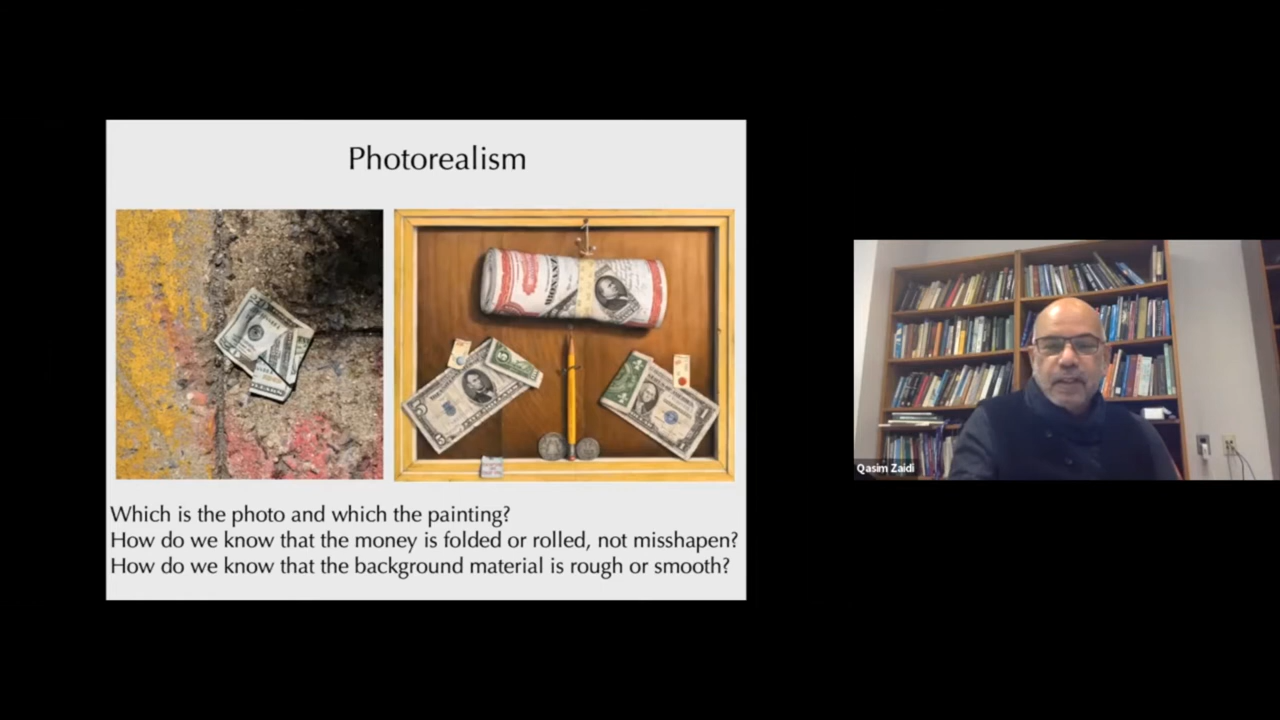 Photorealism
Which is the photo and which the painting?
How do we know that the money is folded or rolled, not misshapen?
How do we know that the background material is rough or smooth?
Qasim Zaidi